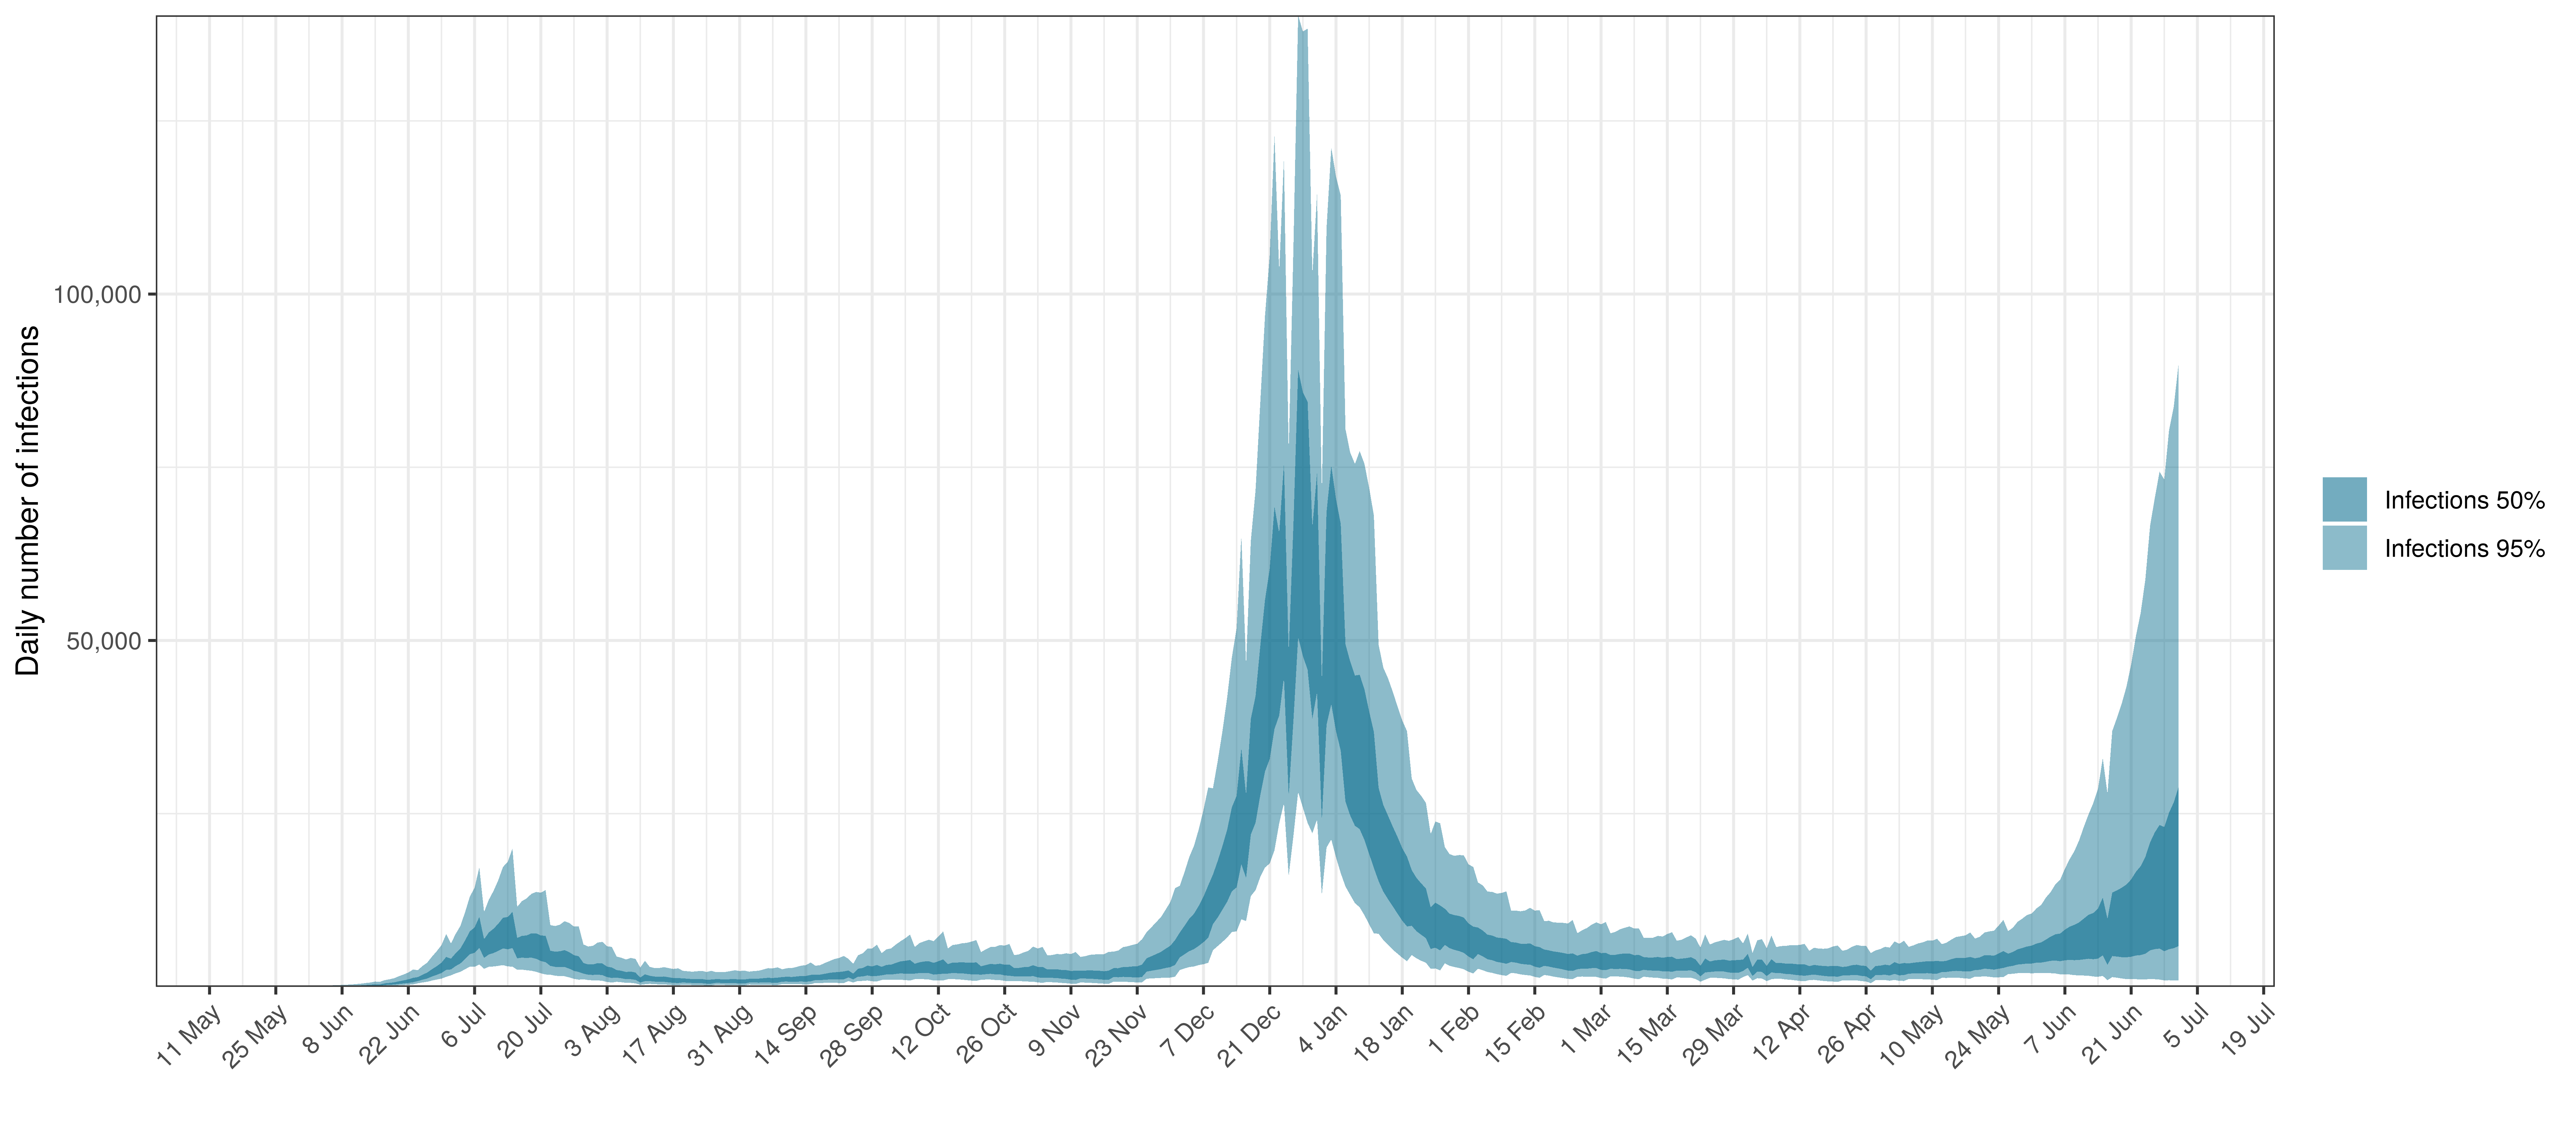 Daily number of infections
100,000
50,000
11 May
25 May
8 Jun
22 Jun
6 Jul
20 Jul
3 Aug
17 Aug
31 Aug
14 Sep
28 Sep
12 Oct
26 Oct
9 Nov
23 Nov
7 Dec
21 Dec
4 Jan
18 Jan
1 Feb
15 Feb
1 Mar
15 Mar
29 Mar
12 Apr
26 Apr
10 May
24 May
7 Jun
21 Jun
5 Jul
19 Jul
Infections 50%
Infections 95%